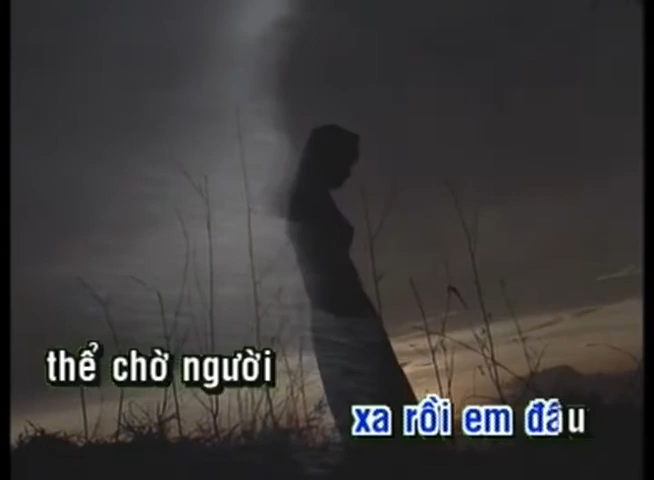 thể chờ người
xa rồi em đâu